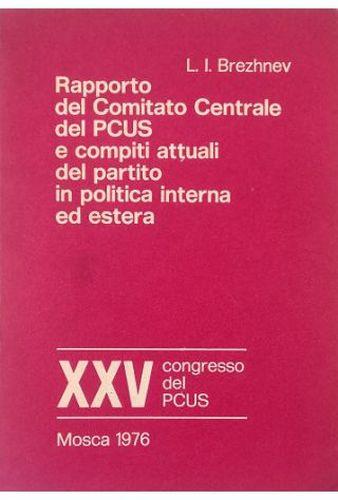 L. I. Brezhnev
Rapporto
del Comitato Centrale
del PCUS
e compiti attuali
del partito
in politica interna
ed estera
XXV
congresso
del
PCUS
Mosca 1976